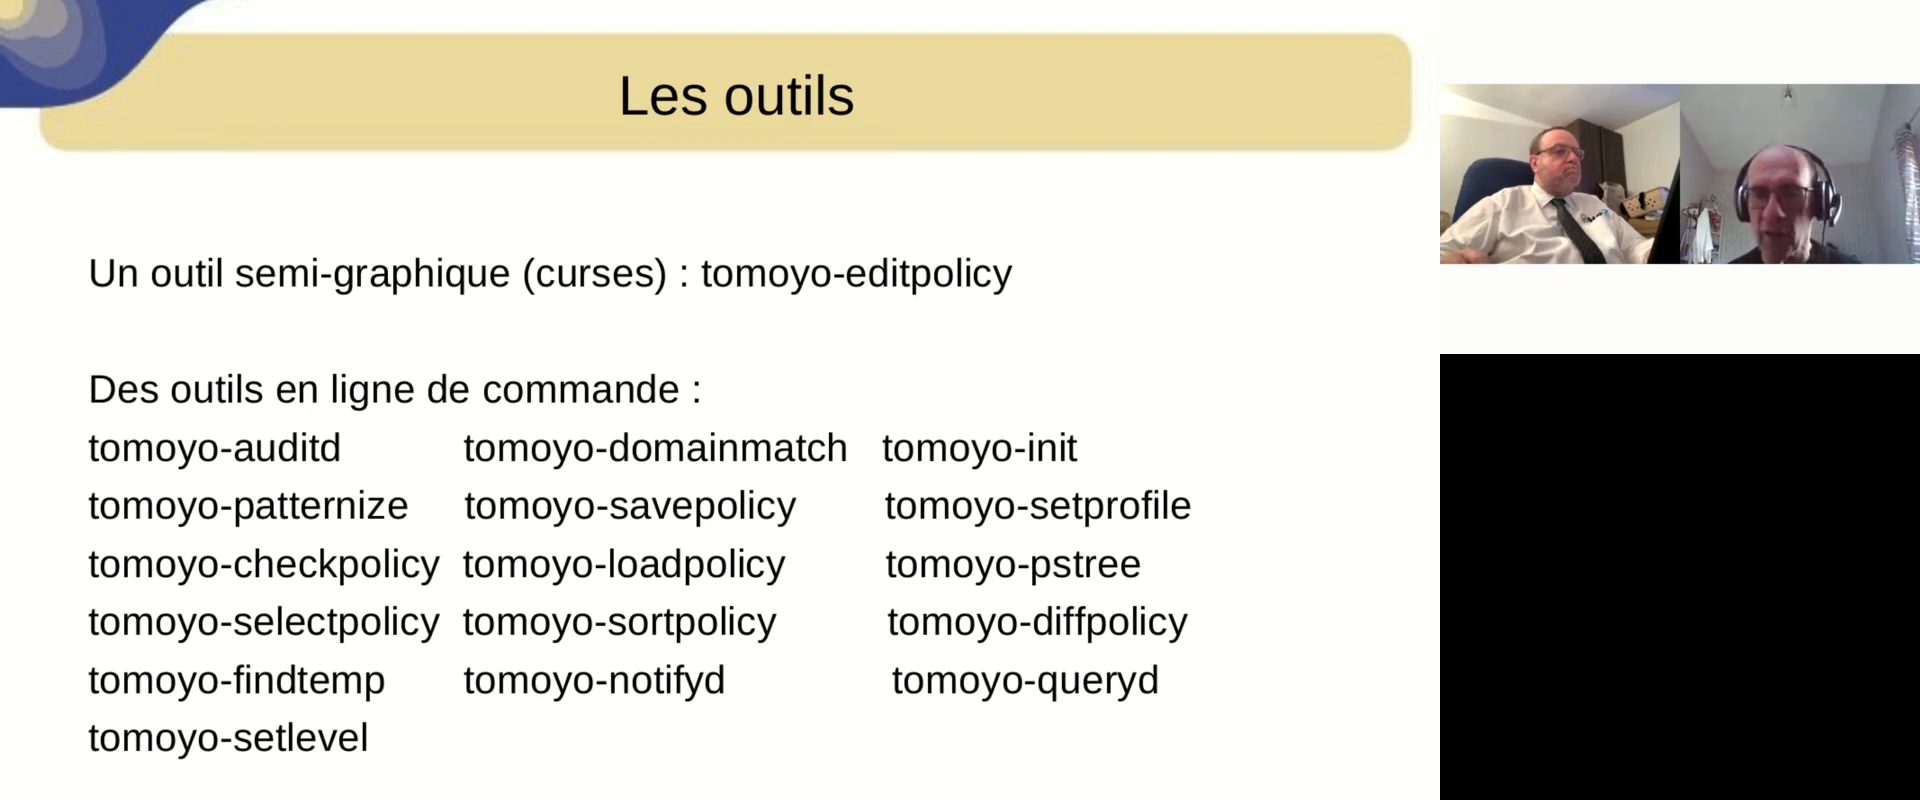 Les outils
Un outil semi-graphique (curses) : tomoyo-editpolicy
Des outils en ligne de commande :
tomoyo-auditd tomoyo-domainmatch tomoyo-init
tomoyo-patternize tomoyo-savepolicy tomoyo-setprofile
tomoyo-checkpolicy tomoyo-loadpolicy tomoyo-pstree
tomoyo-selectpolicy tomoyo-sortpolicy tomoyo-diffpolicy
tomoyo-findtemp tomoyo-notifyd tomoyo-queryd
tomoyo-setlevel